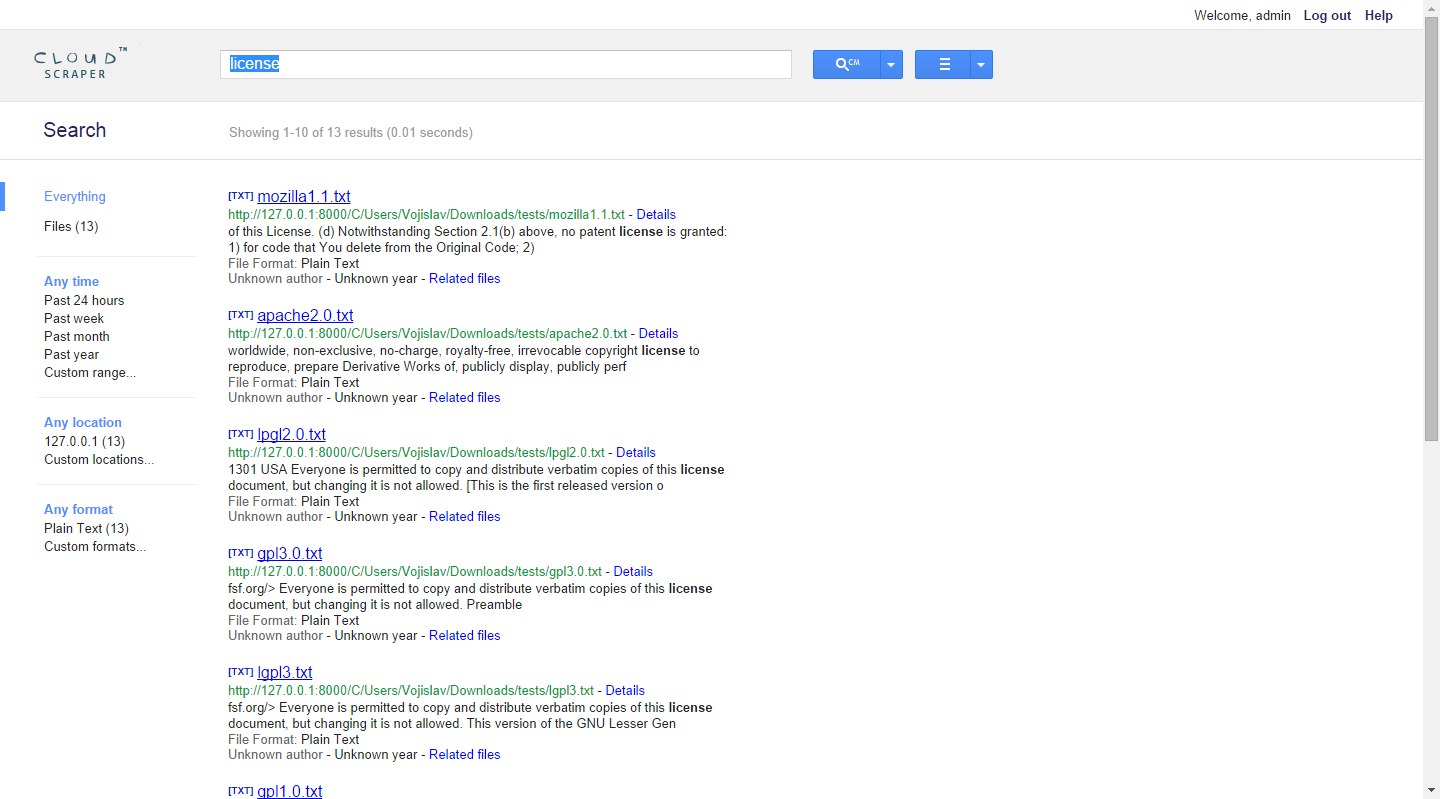 Welcome, admin Log out Help
CLOUD™
SCRAPER
license
CM
Search
Showing 1-10 of 13 results (0.01 seconds)
Everything
Files (13)
Any time
Past 24 hours
Past week
Past month
Past year
Custom range...
Any location
127.0.0.1 (13)
Custom locations...
Any format
Plain Text (13)
Custom formats...
[TXT] mozilla1.1.txt
http://127.0.0.1:8000/C/Users/Vojislav/Downloads/tests/mozilla1.1.txt - Details
of this License. (d) Notwithstanding Section 2.1(b) above, no patent license is granted:
1) for code that You delete from the Original Code; 2)
File Format: Plain Text
Unknown author - Unknown year - Related files
[TXT] apache2.0.txt
http://127.0.0.1:8000/C/Users/Vojislav/Downloads/tests/apache2.0.txt - Details
worldwide, non-exclusive, no-charge, royalty-free, irrevocable copyright license to
reproduce, prepare Derivative Works of, publicly display, publicly perf
File Format: Plain Text
Unknown author - Unknown year - Related files
[TXT] lpgl2.0.txt
http://127.0.0.1:8000/C/Users/Vojislav/Downloads/tests/lpgl2.0.txt - Details
1301 USA Everyone is permitted to copy and distribute verbatim copies of this license
document, but changing it is not allowed. [This is the first released version o
File Format: Plain Text
Unknown author - Unknown year - Related files
[TXT] gpl3.0.txt
http://127.0.0.1:8000/C/Users/Vojislav/Downloads/tests/gpl3.0.txt - Details
fsf.org/> Everyone is permitted to copy and distribute verbatim copies of this license
document, but changing it is not allowed. Preamble
File Format: Plain Text
Unknown author - Unknown year - Related files
[TXT] lgpl3.txt
http://127.0.0.1:8000/C/Users/Vojislav/Downloads/tests/lgpl3.txt - Details
fsf.org/> Everyone is permitted to copy and distribute verbatim copies of this license
document, but changing it is not allowed. This version of the GNU Lesser Gen
File Format: Plain Text
Unknown author - Unknown year - Related files
[TXT] gpl1.0.txt